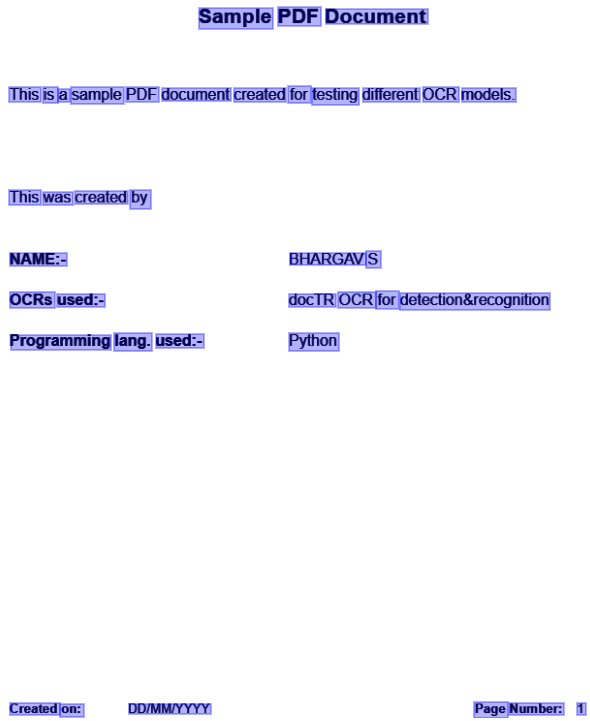 Sample PDF Document
This is a sample PDF document created for testing different OCR models.
This was created by
NAME:- BHARGAV S
OCRs used:- docTR OCR for detection&recognition
Programming lang. used:- Python
Created on: DD/MM/YYYY Page Number: 1